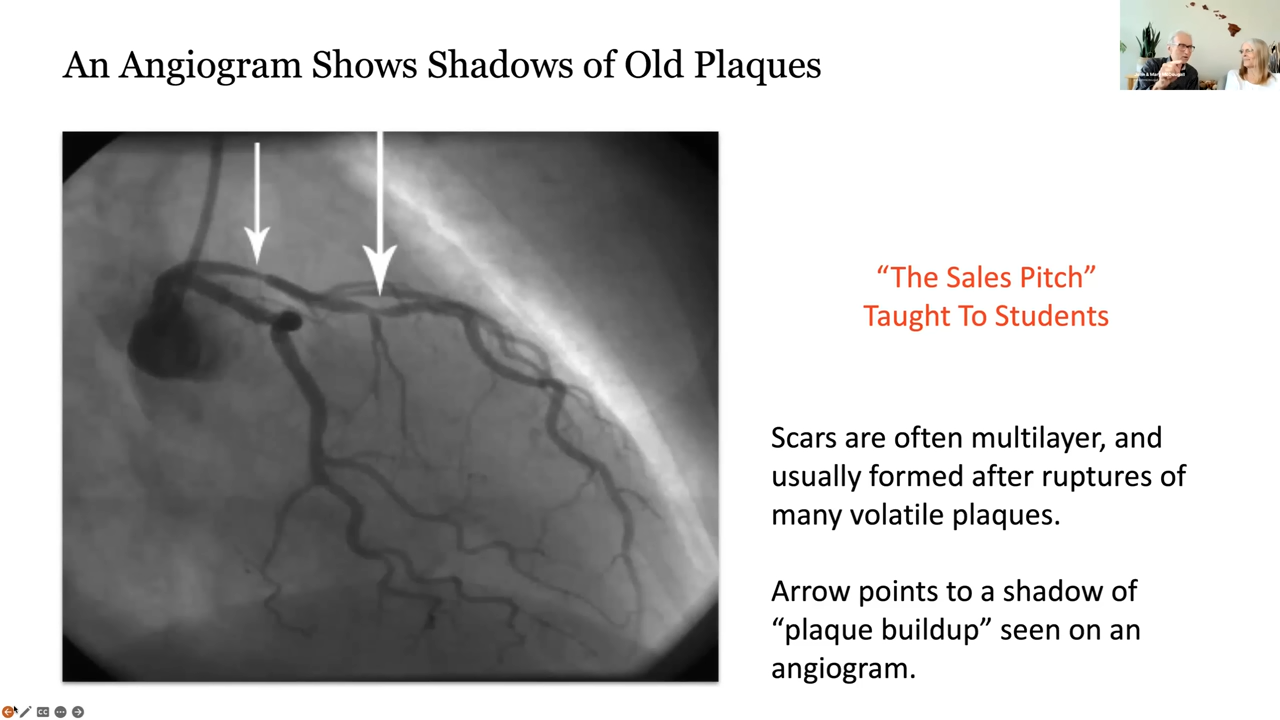 An Angiogram Shows Shadows of Old Plaques
“The Sales Pitch”
Taught To Students
Scars are often multilayer, and
usually formed after ruptures of
many volatile plaques.
Arrow points to a shadow of
“plaque buildup” seen on an
angiogram.
CC